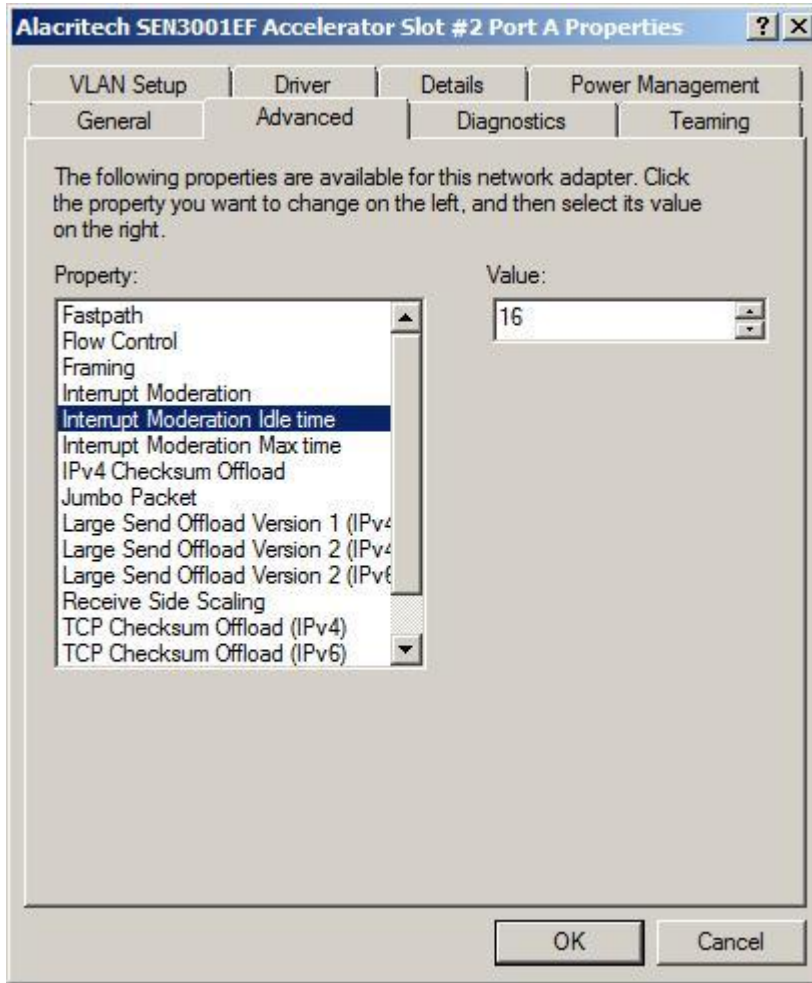 Alacritech SEN3001EF Accelerator Slot #2 Port A Properties
VLAN Setup
Driver
Details
Power Management
General
Advanced
Diagnostics
Teaming
The following properties are available for this network adapter. Click
the property you want to change on the left, and then select its value
on the right.
Property:
Value:
Fastpath
Flow Control
Framing
Interrupt Moderation
Interrupt Moderation Idle time
Interrupt Moderation Max time
IPv4 Checksum Offload
Jumbo Packet
Large Send Offload Version 1 (IPv4
Large Send Offload Version 2 (IPv4
Large Send Offload Version 2 (IPv6
Receive Side Scaling
TCP Checksum Offload (IPv4)
TCP Checksum Offload (IPv6)
16
OK
Cancel